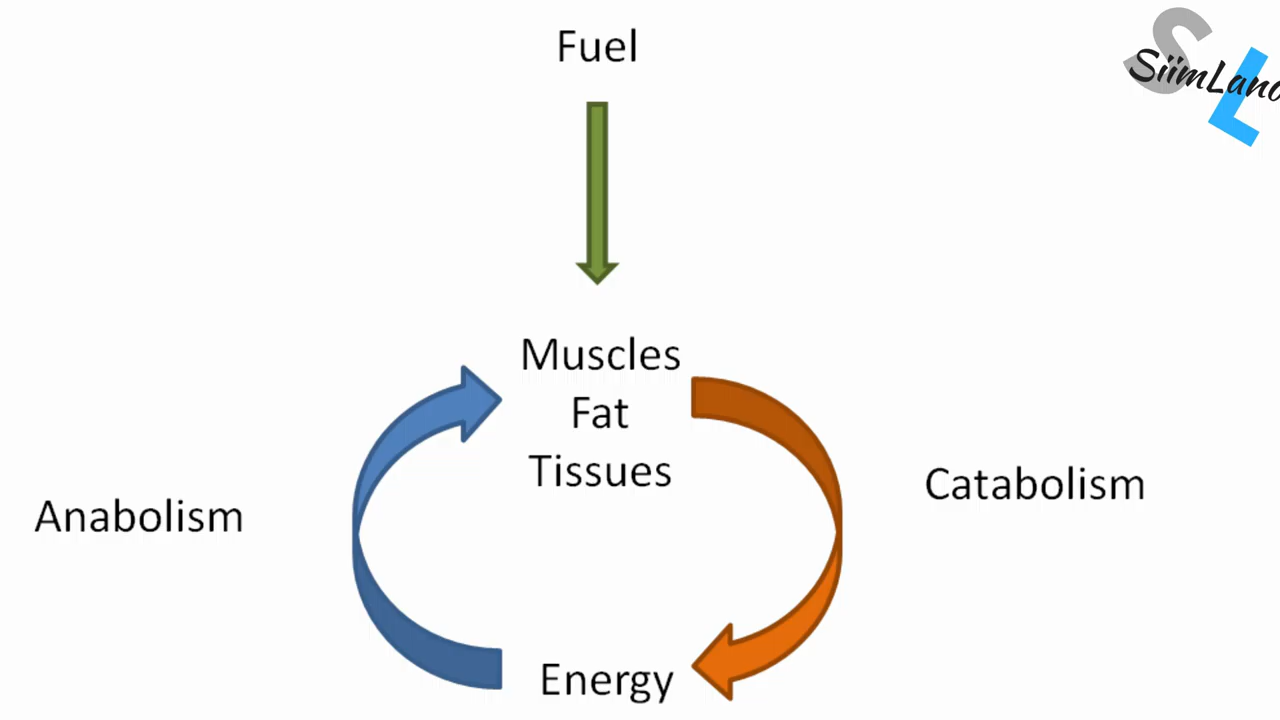 Fuel
S
SiimLand
L
Muscles
Fat
Tissues
Anabolism
Catabolism
Energy